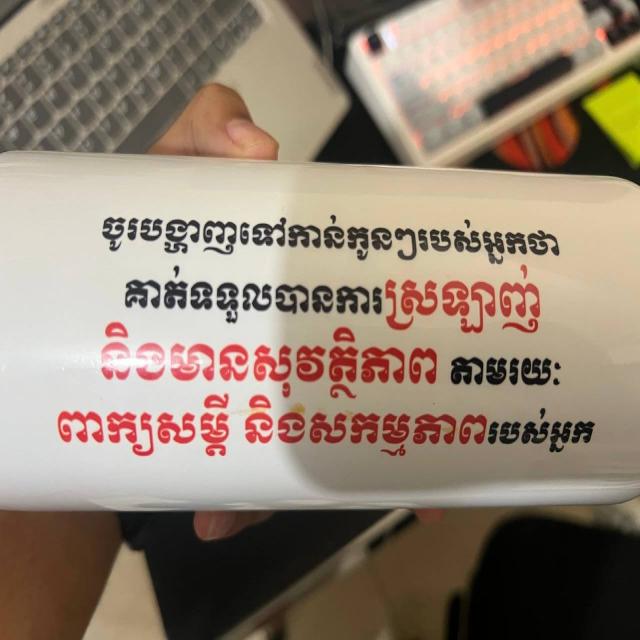 ចូរបង្ហាញទៅកាន់កូនៗរបស់អ្នកថា
គាត់ទទួលបានការស្រឡាញ់
និងមានសុវត្ថិភាព តាមរយៈ
ពាក្យសម្ដី និងសកម្មភាពរបស់អ្នក